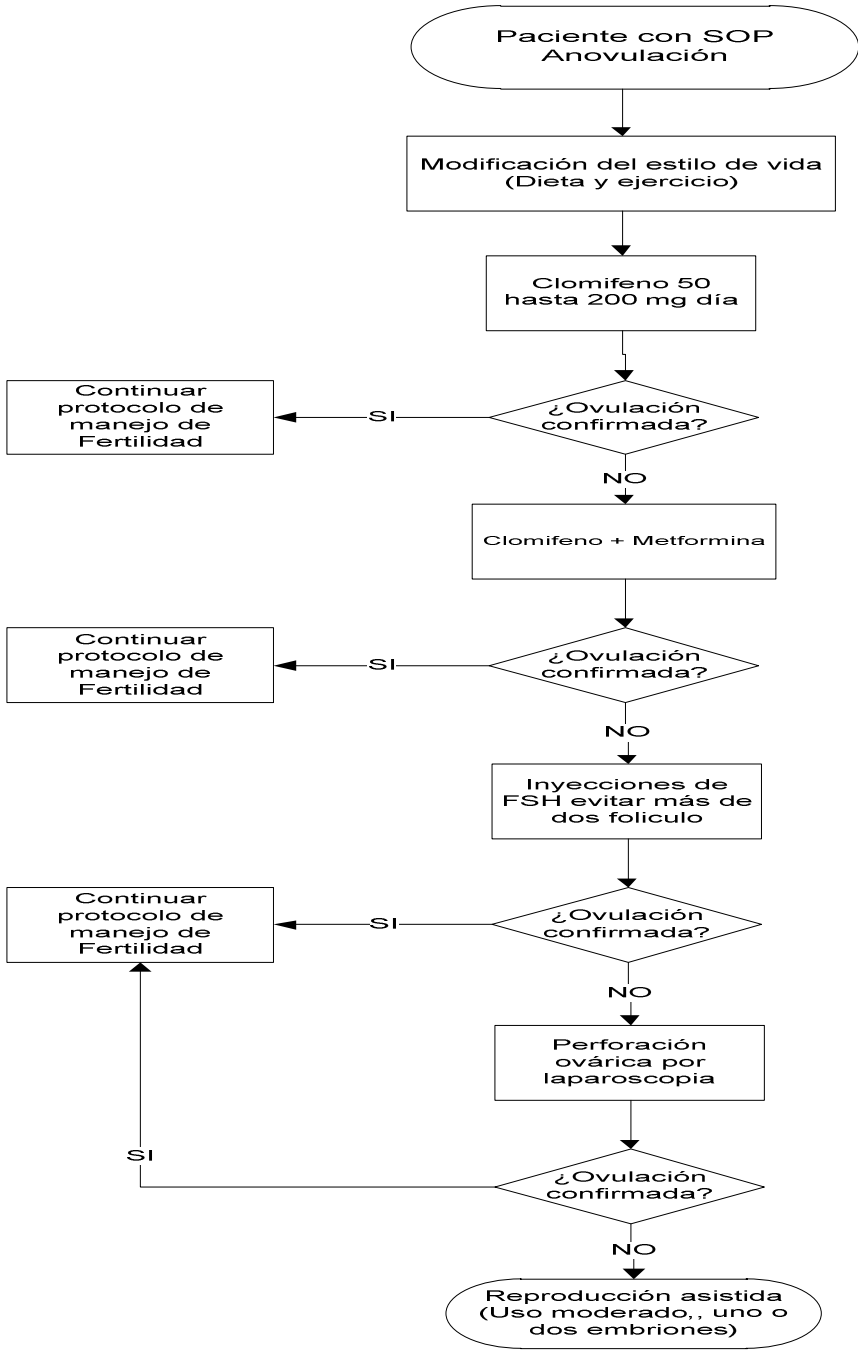 Paciente con SOP
Anovulación
Modificación del estilo de vida
(Dieta y ejercicio)
Clomifeno 50
hasta 200 mg día
Continuar
protocolo de
manejo de
Fertilidad
SI
¿Ovulación
confirmada?
NO
Clomifeno + Metformina
Continuar
protocolo de
manejo de
Fertilidad
SI
¿Ovulación
confirmada?
NO
Inyecciones de
FSH evitar más de
dos foliculo
Continuar
protocolo de
manejo de
Fertilidad
SI
¿Ovulación
confirmada?
NO
Perforación
ovárica por
laparoscopia
SI
¿Ovulación
confirmada?
NO
Reproducción asistida
(Uso moderado,, uno o
dos embriones)